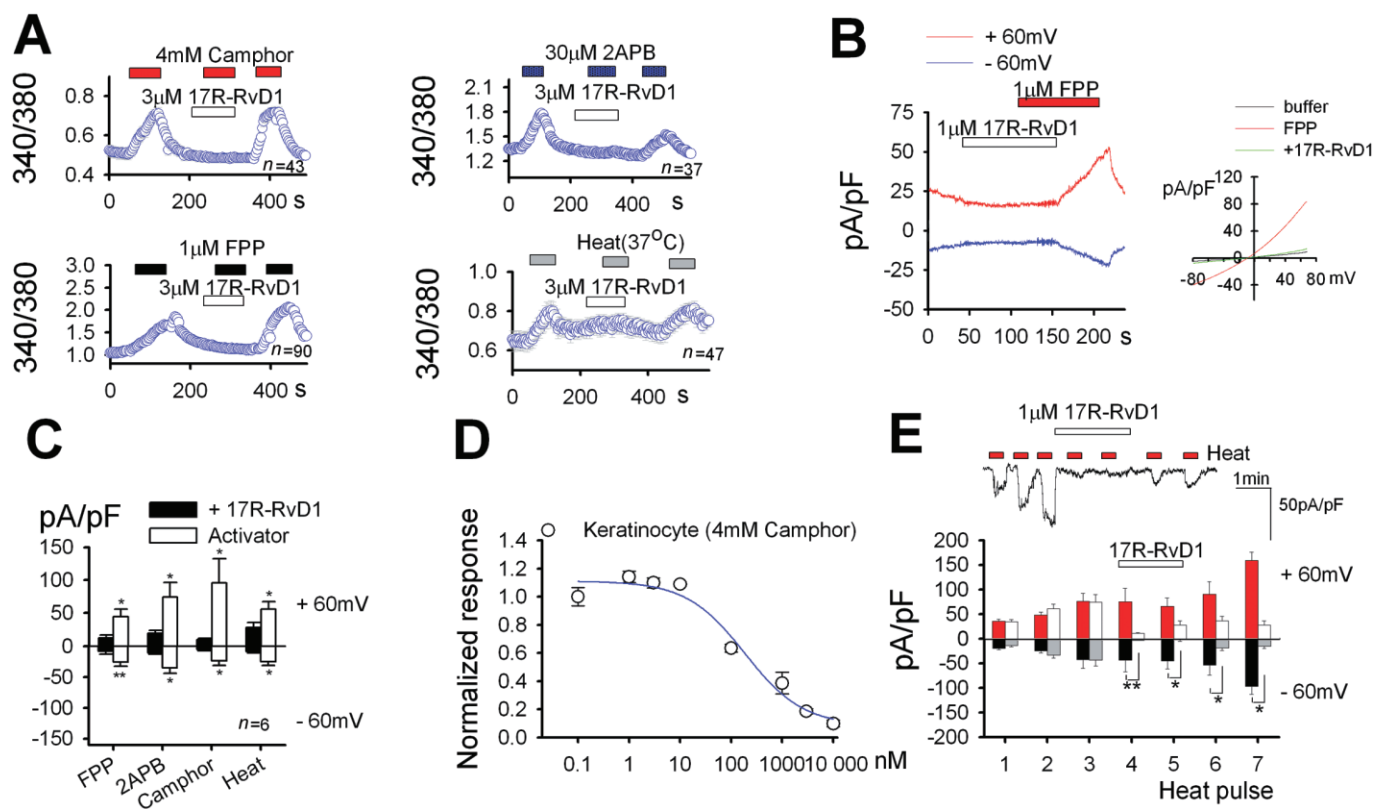 A
4mM Camphor
3µM 17R-RvD1
340/380
0.8
0.6
0.4
n=43
0 200 400 s
30µM 2APB
3µM 17R-RvD1
340/380
2.1
1.8
1.5
1.2
n=37
0 200 400 s
1µM FPP
3µM 17R-RvD1
340/380
3.0
2.5
2.0
1.5
1.0
n=90
0 200 400 s
Heat(37°C)
3µM 17R-RvD1
340/380
1.0
0.8
0.6
n=47
0 200 400 s
B
+ 60mV
- 60mV
1µM FPP
1µM 17R-RvD1
pA/pF
75
50
25
0
-25
-50
0 50 100 150 200 s
buffer
FPP
+17R-RvD1
pA/pF
120
80
40
0
-40
-80 80 mV
C
pA/pF
+ 17R-RvD1
Activator
150
100
50
0
50
-100
-150
* * * *
** * * *
+ 60mV
- 60mV
n=6
FPP 2APB Camphor Heat
D
Keratinocyte (4mM Camphor)
Normalized response
1.4
1.2
1.0
0.8
0.6
0.4
0.2
0.0
0.1 1 10 100 1000 10 000 nM
E
1µM 17R-RvD1
Heat
1min
50pA/pF
17R-RvD1
pA/pF
200
150
100
50
0
-50
-100
150
200
+ 60mV
- 60mV
** * * *
1 2 3 4 5 6 7
Heat pulse